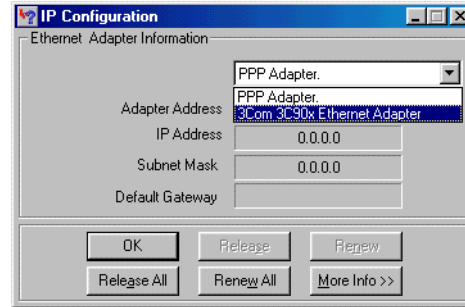 IP Configuration
Ethernet Adapter Information
PPP Adapter.
PPP Adapter.
3Com 3C90x Ethernet Adapter
Adapter Address
IP Address 0.0.0.0
Subnet Mask 0.0.0.0
Default Gateway
OK Release Renew
Release All Renew All More Info >>